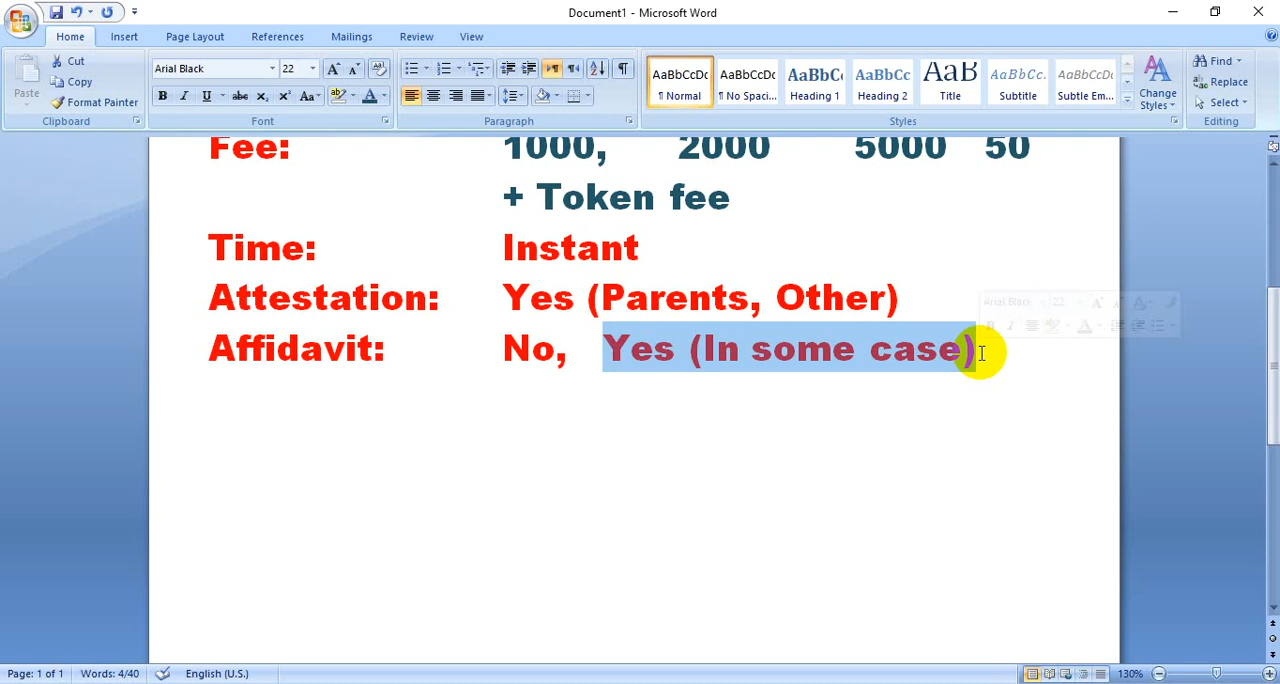 Document1 - Microsoft Word
Home Insert Page Layout References Mailings Review View
Paste
Cut
Copy
Format Painter
Clipboard
Arial Black 22
Font
Paragraph
AaBbCcDc AaBbCcDc AaBbC AaBbCc AaB AaBbCc. AaBbCcDc
¶ Normal ¶ No Spaci... Heading 1 Heading 2 Title Subtitle Subtle Em...
Change
Styles
Styles
Find
Replace
Select
Editing
Fee: 1000, 2000 5000 50
+ Token fee
Time: Instant
Attestation: Yes (Parents, Other)
Arial Black 22
Affidavit: No, Yes (In some case)
Page: 1 of 1 Words: 4/40 English (U.S.) 130%